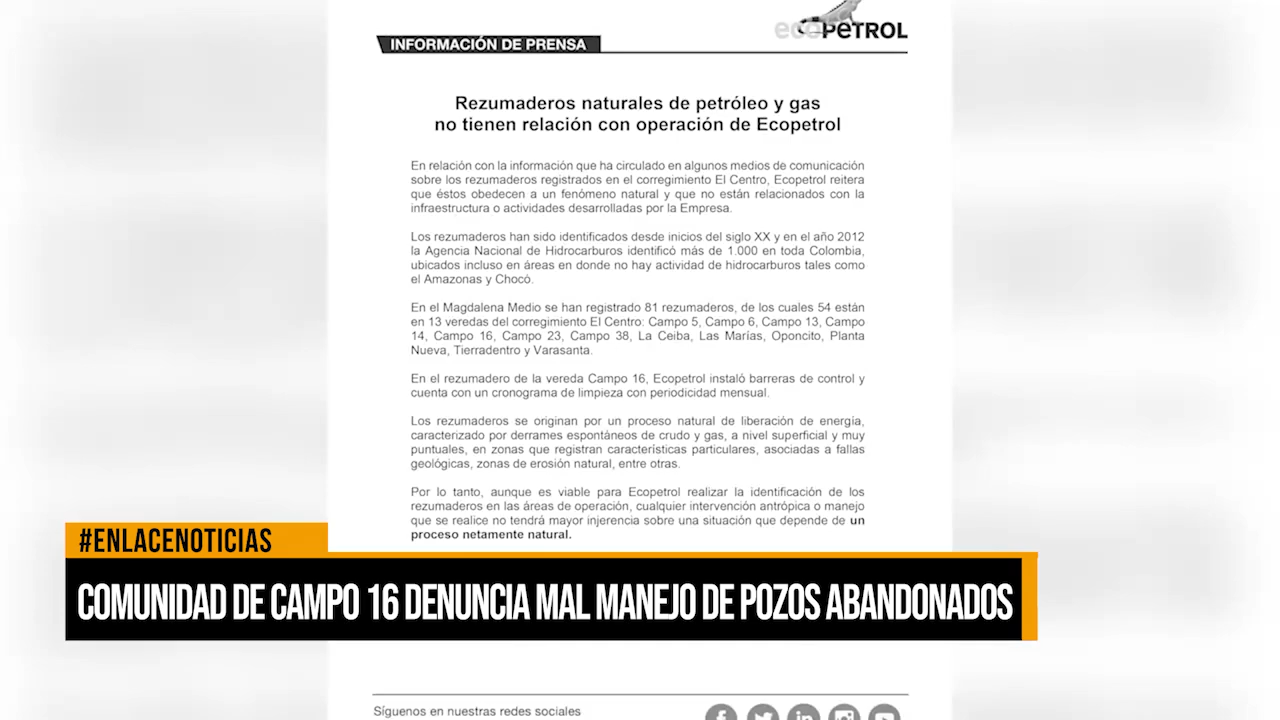 ecoPETROL
INFORMACIÓN DE PRENSA
Rezumaderos naturales de petróleo y gas
no tienen relación con operación de Ecopetrol
En relación con la información que ha circulado en algunos medios de comunicación
sobre los rezumaderos registrados en el corregimiento El Centro, Ecopetrol reitera
que éstos obedecen a un fenómeno natural y que no están relacionados con la
infraestructura o actividades desarrolladas por la Empresa.
Los rezumaderos han sido identificados desde inicios del siglo XX y en el año 2012
la Agencia Nacional de Hidrocarburos identificó más de 1.000 en toda Colombia,
ubicados incluso en áreas en donde no hay actividad de hidrocarburos tales como
el Amazonas y Chocó.
En el Magdalena Medio se han registrado 81 rezumaderos, de los cuales 54 están
en 13 veredas del corregimiento El Centro: Campo 5, Campo 6, Campo 13, Campo
14, Campo 16, Campo 23, Campo 38, La Ceiba, Las Marías, Oponcito, Planta
Nueva, Tierradentro y Varasanta.
En el rezumadero de la vereda Campo 16, Ecopetrol instaló barreras de control y
cuenta con un cronograma de limpieza con periodicidad mensual.
Los rezumaderos se originan por un proceso natural de liberación de energía,
caracterizado por derrames espontáneos de crudo y gas, a nivel superficial y muy
puntuales, en zonas que registran características particulares, asociadas a fallas
geológicas, zonas de erosión natural, entre otras.
Por lo tanto, aunque es viable para Ecopetrol realizar la identificación de los
rezumaderos en las áreas de operación, cualquier intervención antrópica o manejo
que se realice no tendrá mayor injerencia sobre una situación que depende de un
proceso netamente natural.
#ENLACENOTICIAS
COMUNIDAD DE CAMPO 16 DENUNCIA MAL MANEJO DE POZOS ABANDONADOS
Síguenos en nuestras redes sociales